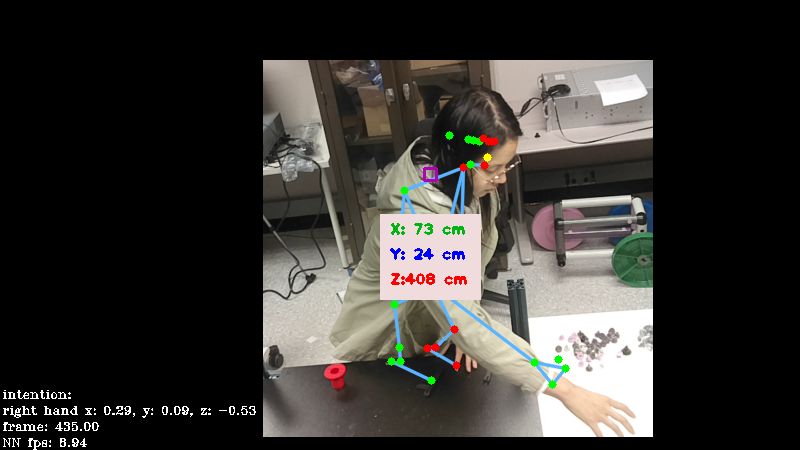 X: 73 cm
Y: 24 cm
Z:408 cm
intention:
right hand x: 0.29, y: 0.09, z: -0.53
frame: 435.00
NN fps: 8.94